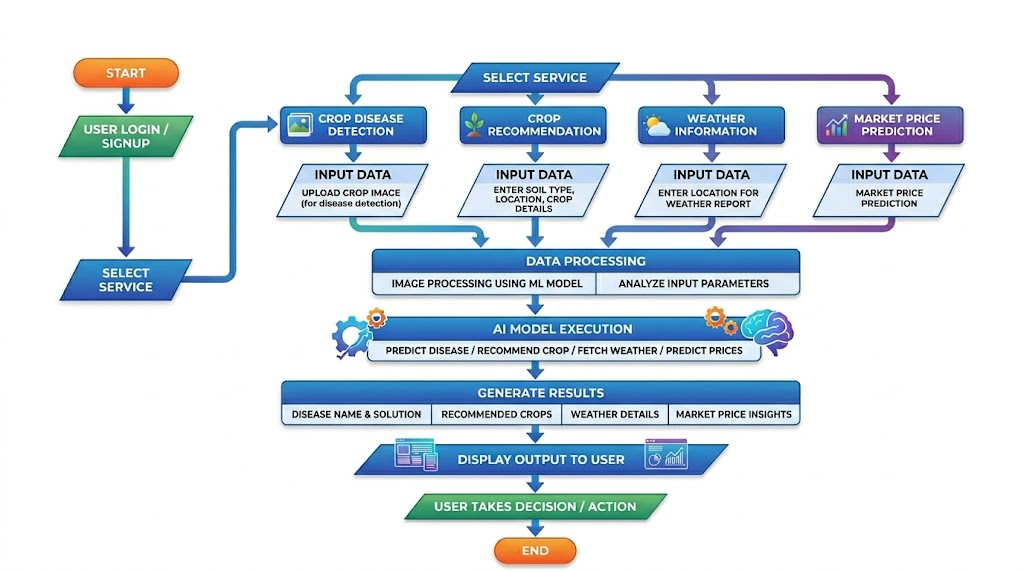 START
USER LOGIN /
SIGNUP
SELECT
SERVICE
SELECT SERVICE
CROP DISEASE
DETECTION
CROP
RECOMMENDATION
WEATHER
INFORMATION
MARKET PRICE
PREDICTION
INPUT DATA
UPLOAD CROP IMAGE
(for disease detection)
INPUT DATA
ENTER SOIL TYPE,
LOCATION, CROP
DETAILS
INPUT DATA
ENTER LOCATION FOR
WEATHER REPORT
INPUT DATA
MARKET PRICE
PREDICTION
DATA PROCESSING
IMAGE PROCESSING USING ML MODEL
ANALYZE INPUT PARAMETERS
AI MODEL EXECUTION
PREDICT DISEASE / RECOMMEND CROP / FETCH WEATHER / PREDICT PRICES
GENERATE RESULTS
DISEASE NAME & SOLUTION
RECOMMENDED CROPS
WEATHER DETAILS
MARKET PRICE INSIGHTS
DISPLAY OUTPUT TO USER
USER TAKES DECISION / ACTION
END